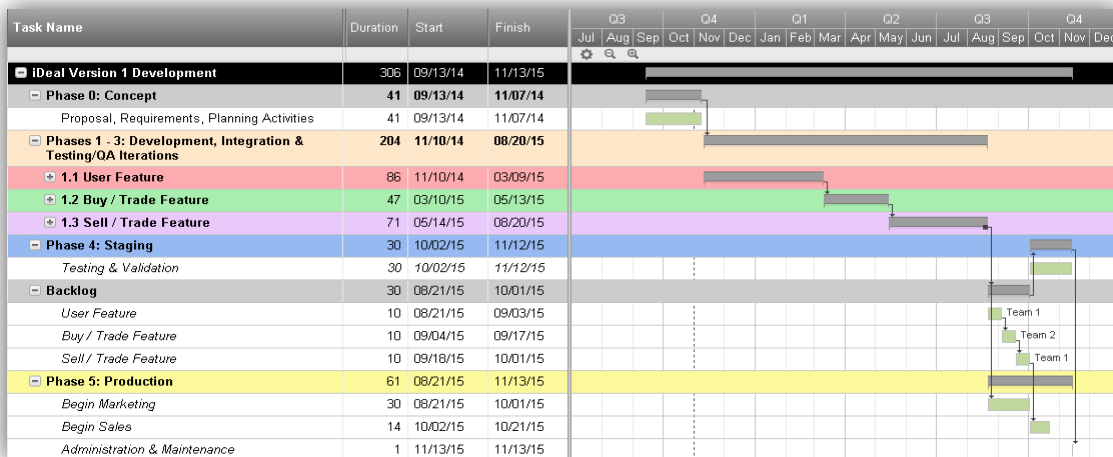 Task Name Duration Start Finish Q3 Q4 Q1 Q2 Q3 Q4
Jul Aug Sep Oct Nov Dec Jan Feb Mar Apr May Jun Jul Aug Sep Oct Nov Dec
iDeal Version 1 Development 306 09/13/14 11/13/15
Phase 0: Concept 41 09/13/14 11/07/14
Proposal, Requirements, Planning Activities 41 09/13/14 11/07/14
Phases 1 - 3: Development, Integration & 204 11/10/14 08/20/15
Testing/QA Iterations
1.1 User Feature 86 11/10/14 03/09/15
1.2 Buy / Trade Feature 47 03/10/15 05/13/15
1.3 Sell / Trade Feature 71 05/14/15 08/20/15
Phase 4: Staging 30 10/02/15 11/12/15
Testing & Validation 30 10/02/15 11/12/15
Backlog 30 08/21/15 10/01/15
User Feature 10 08/21/15 09/03/15 Team 1
Buy / Trade Feature 10 09/04/15 09/17/15 Team 2
Sell / Trade Feature 10 09/18/15 10/01/15 Team 1
Phase 5: Production 61 08/21/15 11/13/15
Begin Marketing 30 08/21/15 10/01/15
Begin Sales 14 10/02/15 10/21/15
Administration & Maintenance 1 11/13/15 11/13/15